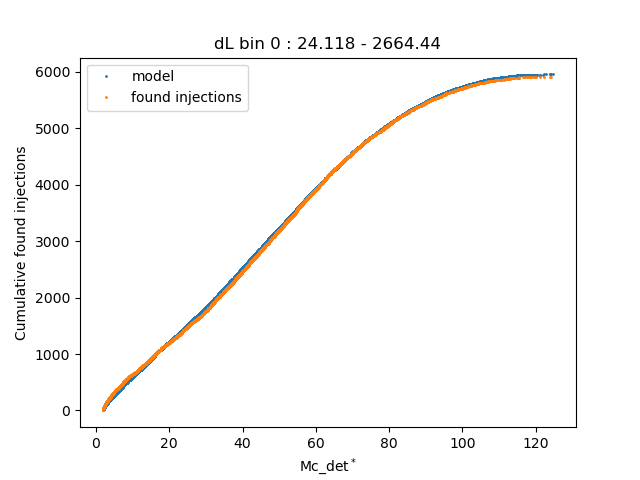 dL bin 0 : 24.118 - 2664.44
model
found injections
Cumulative found injections
6000
5000
4000
3000
2000
1000
0
0 20 40 60 80 100 120
Mc_det*